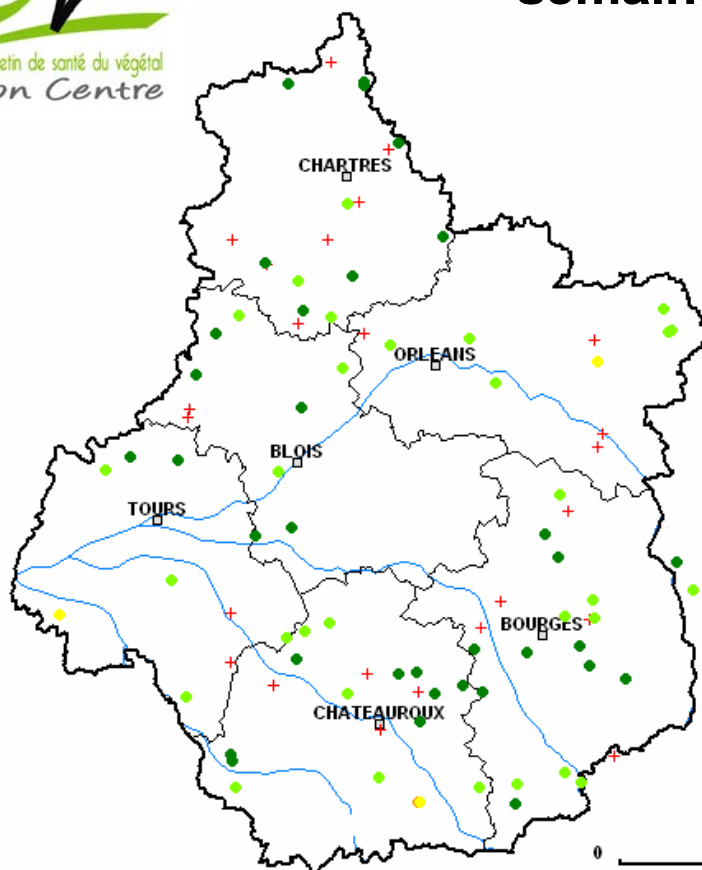 etin de santé du végétal
on Centre
CHARTRES
ORLEANS
BLOIS
TOURS
BOURGES
CHATEAUROUX
0